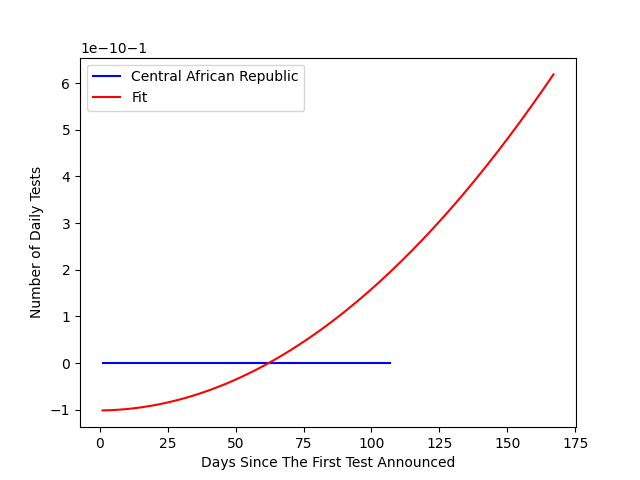 1e−10−1
Central African Republic
Fit
6
5
4
3
2
1
0
−1
Number of Daily Tests
0 25 50 75 100 125 150 175
Days Since The First Test Announced